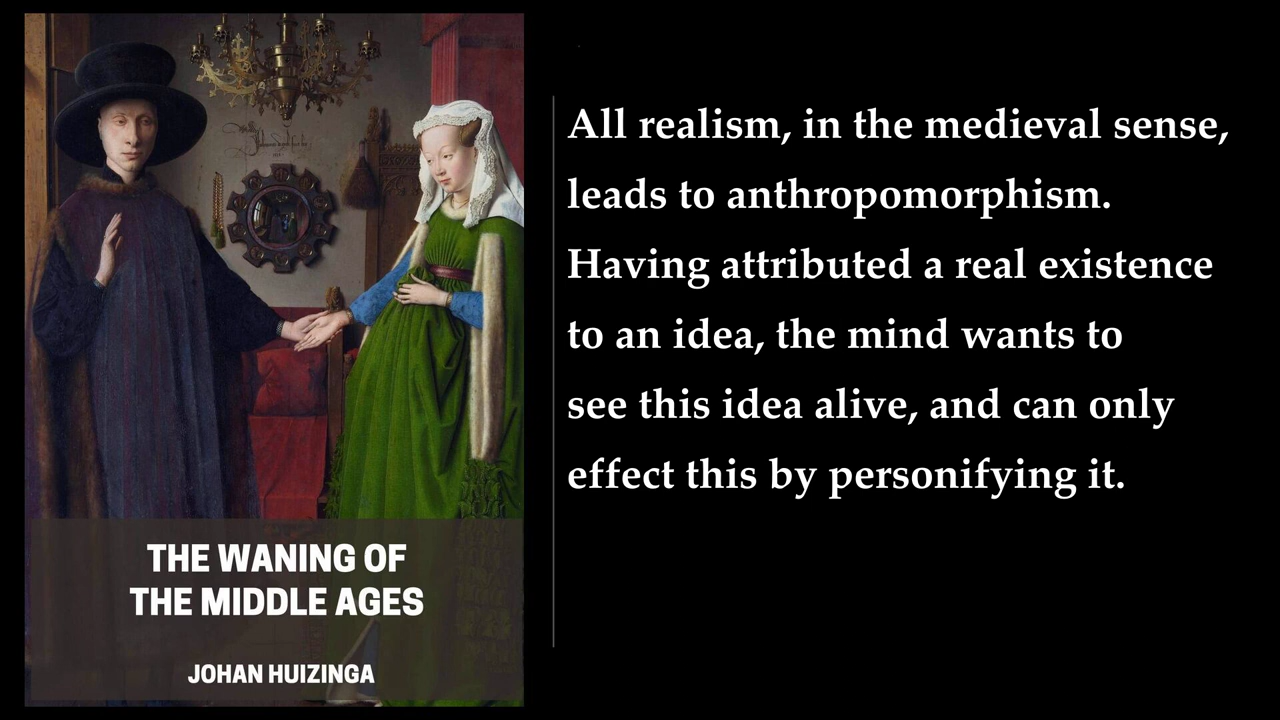 All realism, in the medieval sense,
leads to anthropomorphism.
Having attributed a real existence
to an idea, the mind wants to
see this idea alive, and can only
effect this by personifying it.
THE WANING OF
THE MIDDLE AGES
JOHAN HUIZINGA